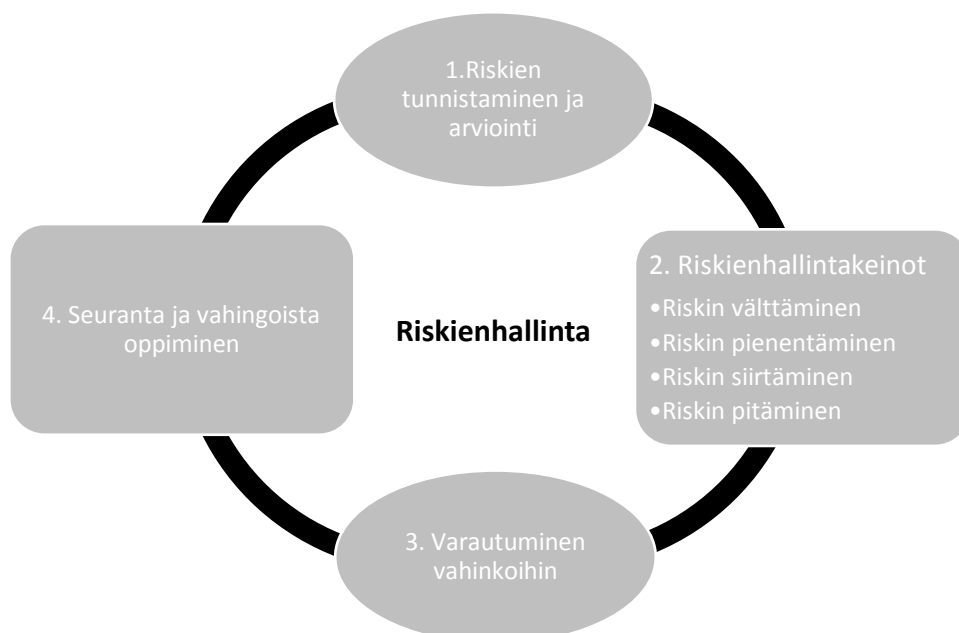 1.Riskien
tunnistaminen ja
arviointi
2. Riskienhallintakeinot
•Riskin välttäminen
•Riskin pienentäminen
•Riskin siirtäminen
•Riskin pitäminen
Riskienhallinta
4. Seuranta ja vahingoista
oppiminen
3. Varautuminen
vahinkoihin